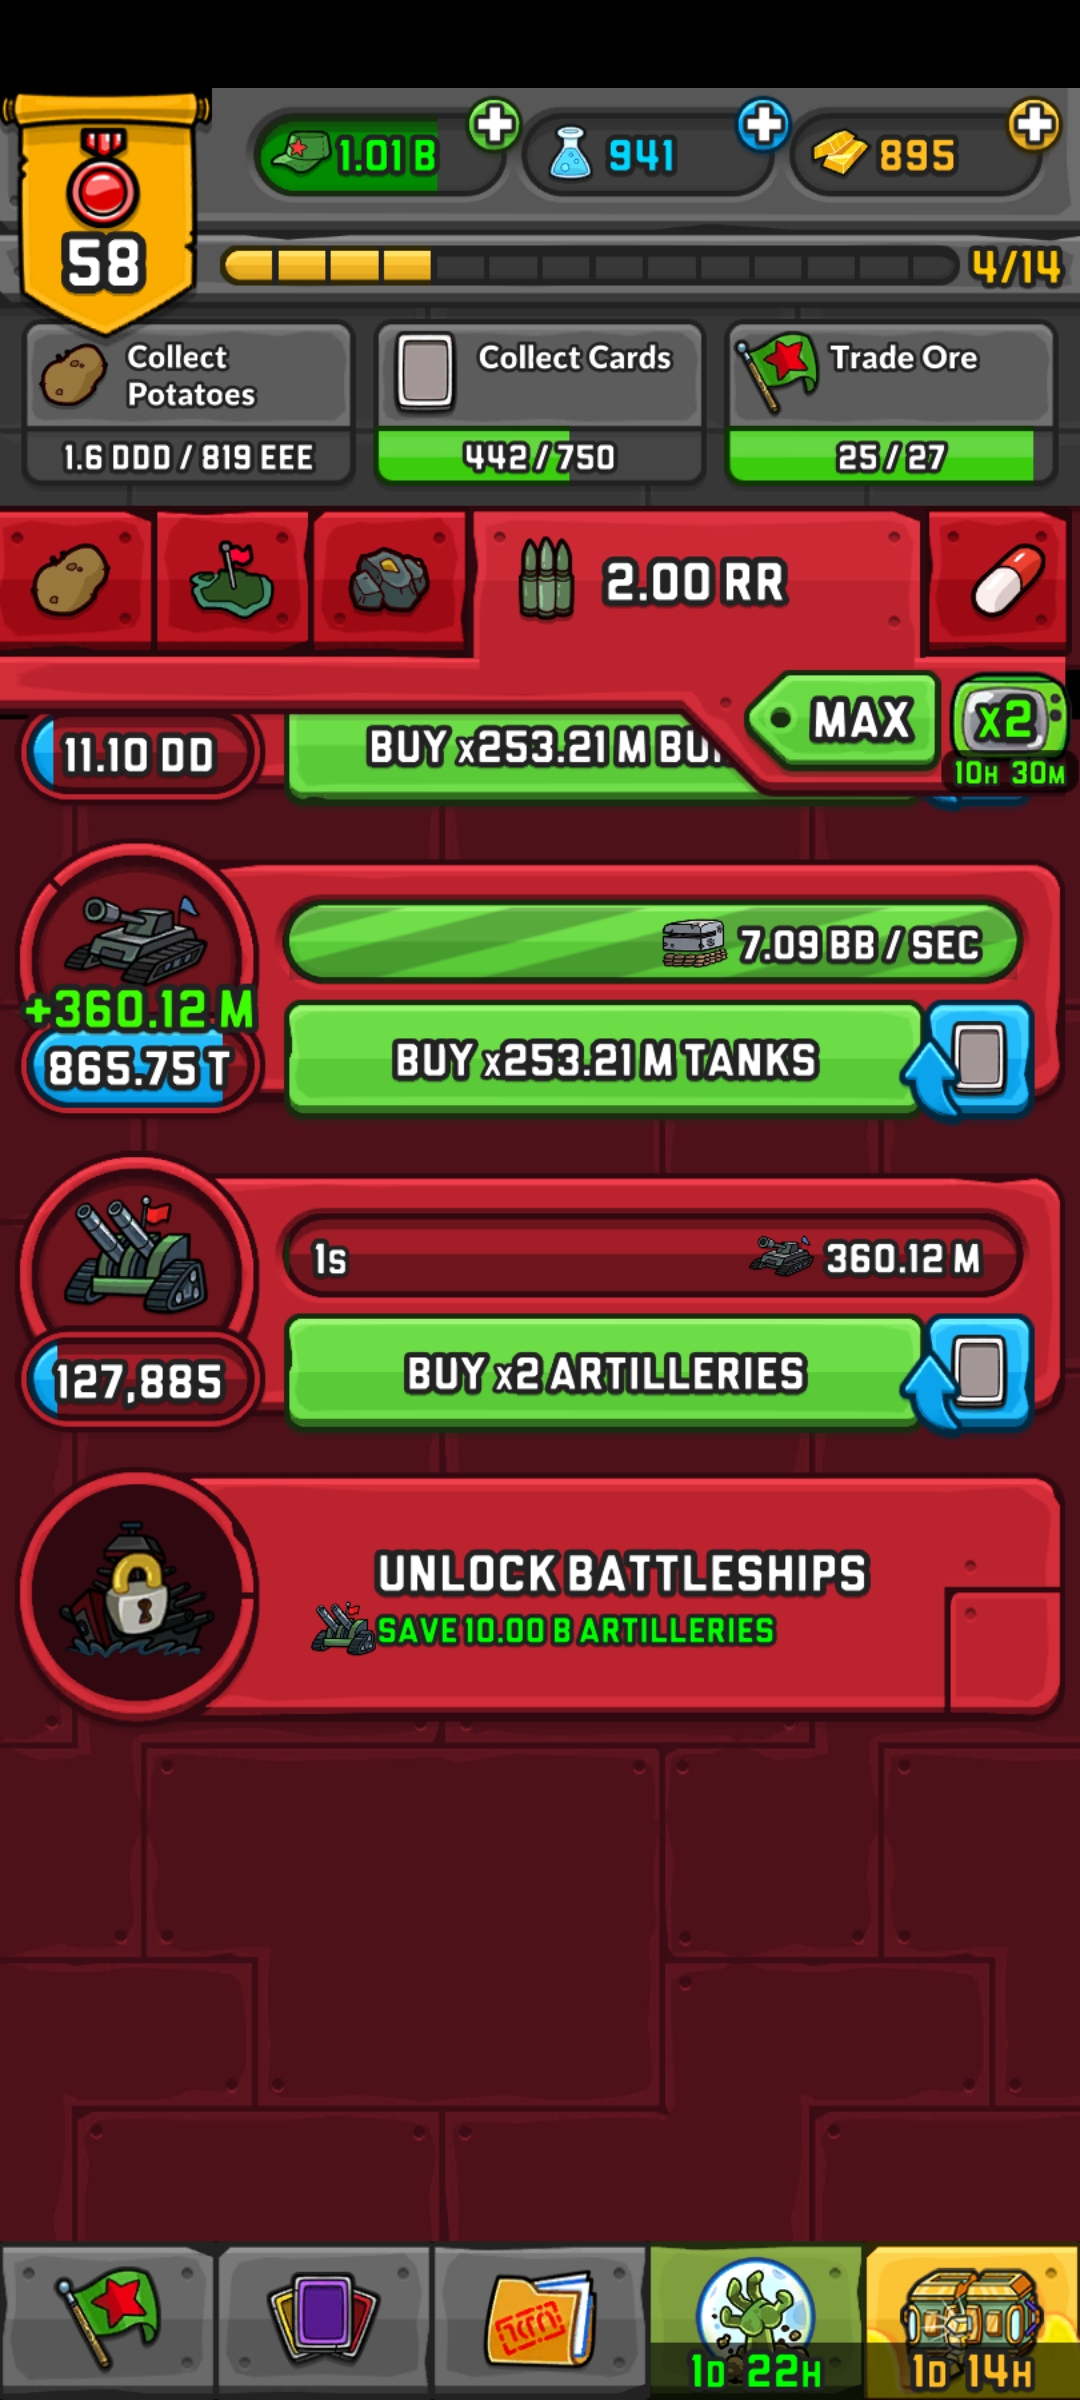 1.01 B
941
895
58
4/14
Collect
Potatoes
1.6 DDD / 819 EEE
Collect Cards
442/750
Trade Ore
25/27
2.00 RR
MAX
x2
10H 30M
11.10 DD
BUY x253.21 M BU
7.09 BB / SEC
+360.12 M
865.75 T
BUY x253.21 M TANKS
1s
360.12 M
127,885
BUY x2 ARTILLERIES
UNLOCK BATTLESHIPS
SAVE 10.00 B ARTILLERIES
1D 22H
1D 14H